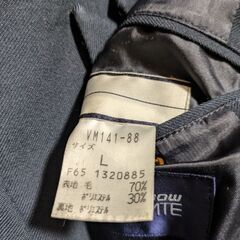 VM141-88
サイズ
L
F65 1320885
表地 毛 70%
ポリエステル 30%
裏地 ポリエステル